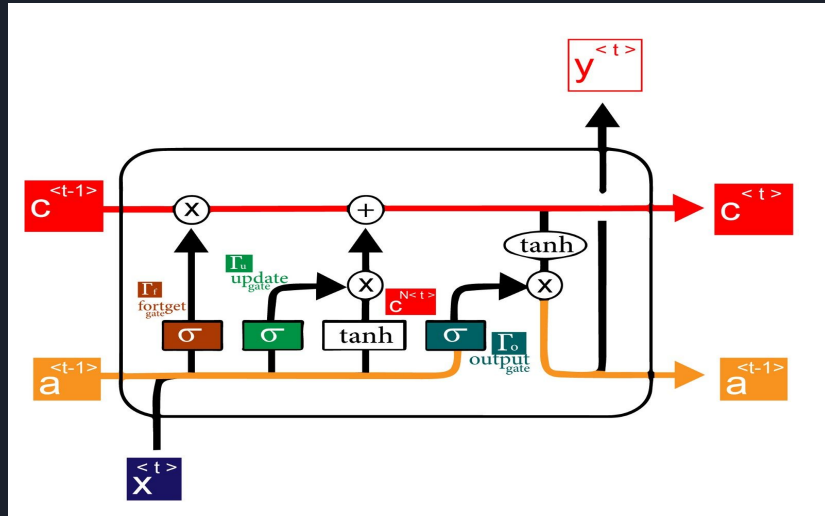 y < t >
c <t-1>
x
+
c < t >
tanh
Γu
update
gate
Γf
fortget
gate
x
x
c N< t >
σ
σ
tanh
σ
Γo
output
gate
a <t-1>
a <t-1>
x < t >